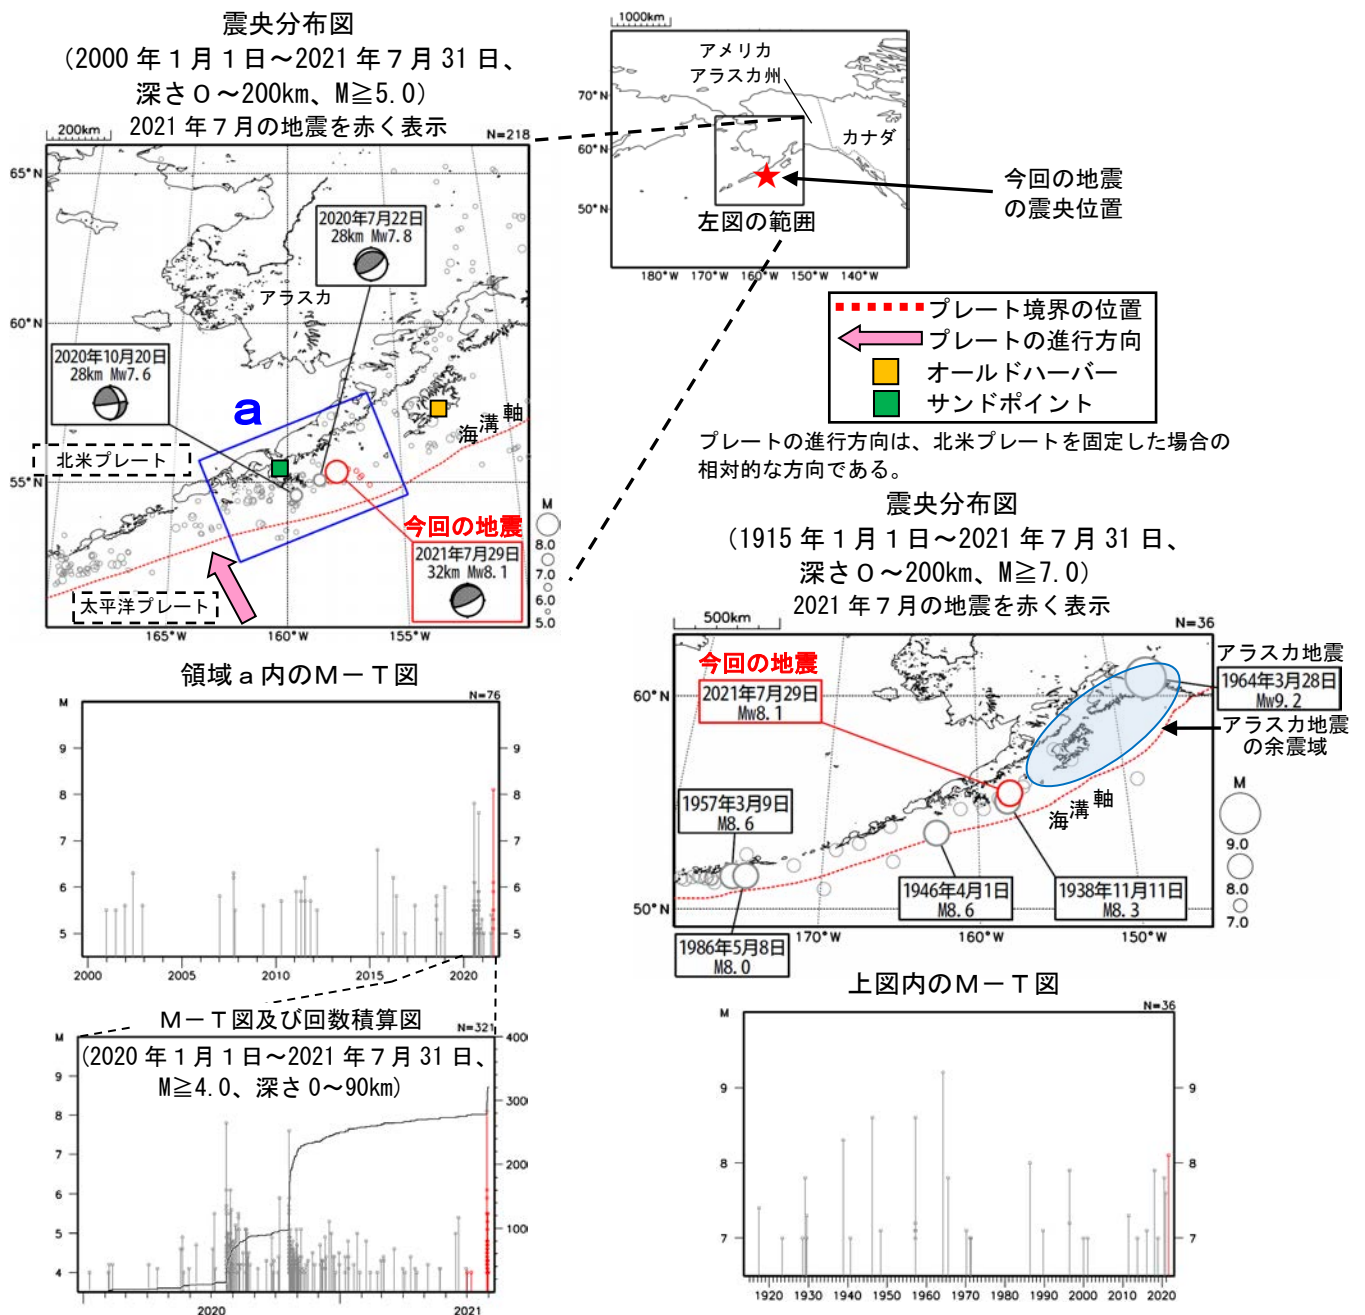 震央分布図
(2000年1月1日～2021年7月31日、
深さ0～200km、M≧5.0)
2021年7月の地震を赤く表示
200km
N=218
65°N
60°N
55°N
165°W
160°W
155°W
2020年7月22日
28km Mw7.8
アラスカ
2020年10月20日
28km Mw7.6
a
北米プレート
太平洋プレート
海溝軸
今回の地震
2021年7月29日
32km Mw8.1
M
8.0
7.0
6.0
5.0
1000km
アメリカ
アラスカ州
カナダ
70°N
60°N
50°N
180°W
170°W
160°W
150°W
140°W
左図の範囲
今回の地震
の震央位置
プレート境界の位置
プレートの進行方向
オールドハーバー
サンドポイント
プレートの進行方向は、北米プレートを固定した場合の
相対的な方向である。
震央分布図
(1915年1月1日～2021年7月31日、
深さ0～200km、M≧7.0)
2021年7月の地震を赤く表示
500km
N=36
60°N
50°N
170°W
160°W
150°W
今回の地震
2021年7月29日
Mw8.1
アラスカ地震
1964年3月28日
Mw9.2
アラスカ地震
の余震域
1957年3月9日
M8.6
1986年5月8日
M8.0
1946年4月1日
M8.6
1938年11月11日
M8.3
海溝軸
M
9.0
8.0
7.0
領域a内のM－T図
N=76
M
9
8
7
6
5
9
8
7
6
5
2000
2005
2010
2015
2020
M－T図及び回数積算図
(2020年1月1日～2021年7月31日、
M≧4.0、深さ0～90km)
N=321
M
9
8
7
6
5
4
400
300
200
100
0
2020
2021
上図内のM－T図
N=36
M
9
8
7
9
8
7
1920
1930
1940
1950
1960
1970
1980
1990
2000
2010
2020